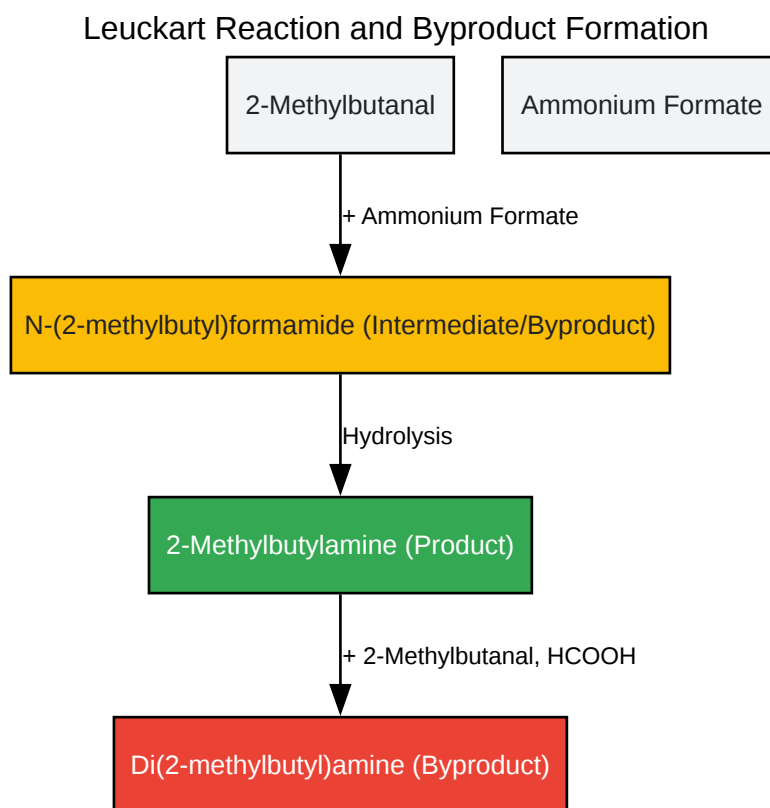 Leuckart Reaction and Byproduct Formation
2-Methylbutanal
Ammonium Formate
+ Ammonium Formate
N-(2-methylbutyl)formamide (Intermediate/Byproduct)
Hydrolysis
2-Methylbutylamine (Product)
+ 2-Methylbutanal, HCOOH
Di(2-methylbutyl)amine (Byproduct)